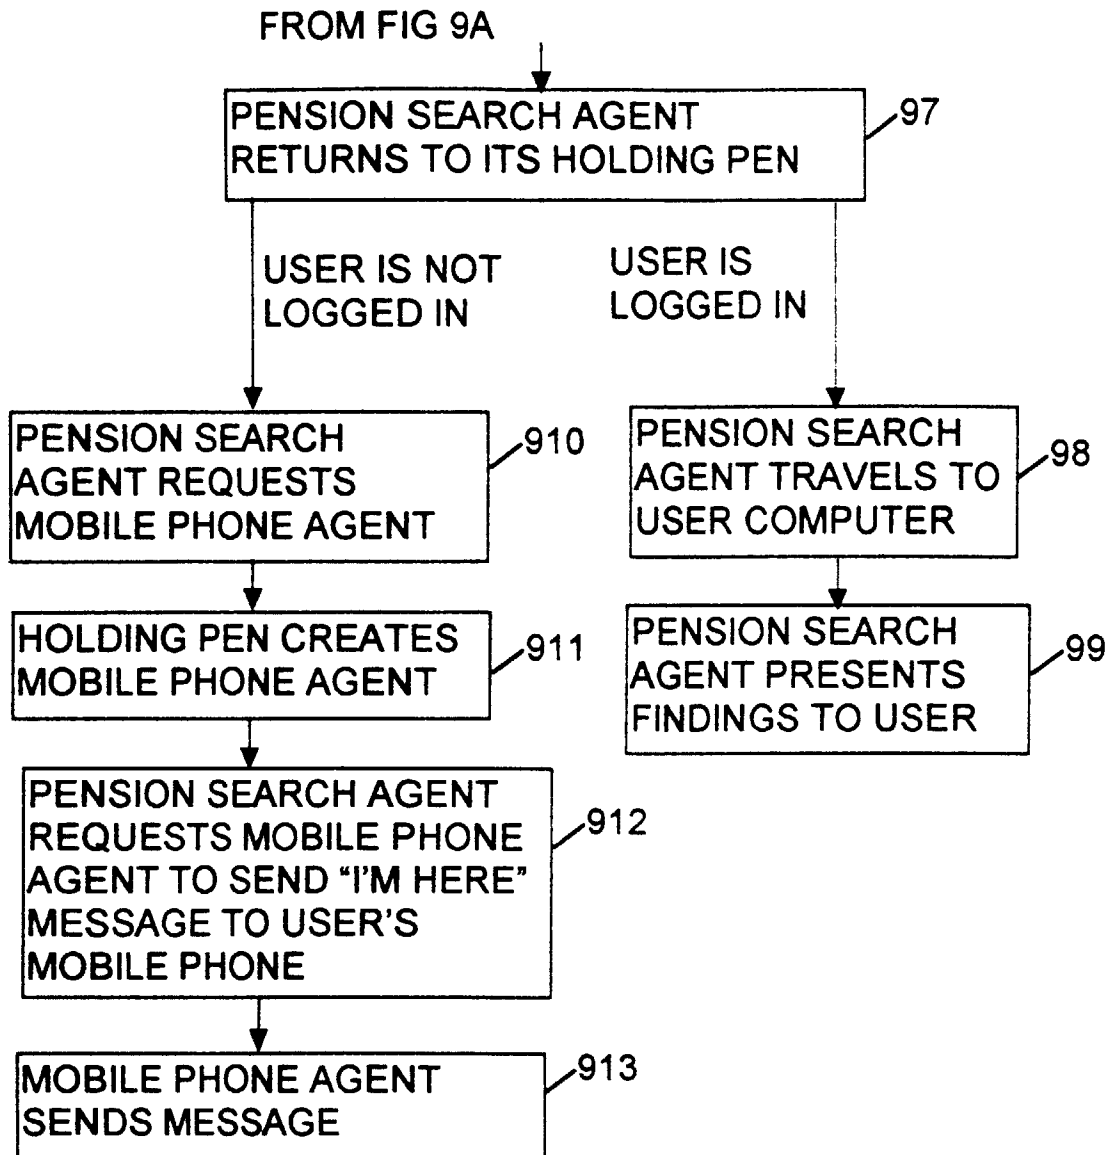 FROM FIG 9A
PENSION SEARCH AGENT
RETURNS TO ITS HOLDING PEN
97
USER IS NOT
LOGGED IN
USER IS
LOGGED IN
PENSION SEARCH
AGENT REQUESTS
MOBILE PHONE AGENT
910
PENSION SEARCH
AGENT TRAVELS TO
USER COMPUTER
98
HOLDING PEN CREATES
MOBILE PHONE AGENT
911
PENSION SEARCH
AGENT PRESENTS
FINDINGS TO USER
99
PENSION SEARCH AGENT
REQUESTS MOBILE PHONE
AGENT TO SEND “I’M HERE”
MESSAGE TO USER’S
MOBILE PHONE
912
MOBILE PHONE AGENT
SENDS MESSAGE
913